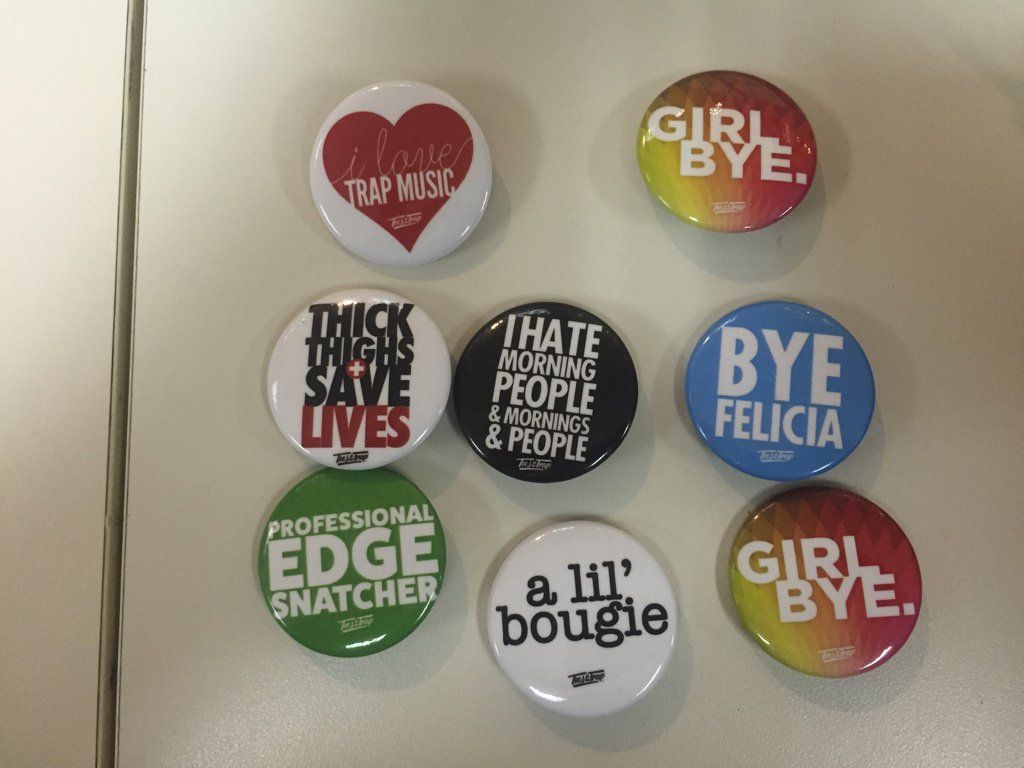 i love
TRAP MUSIC
GIRL
BYE.
THICK
THIGHS
SAVE
LIVES
I HATE
MORNING
PEOPLE
& MORNINGS
& PEOPLE
BYE
FELICIA
PROFESSIONAL
EDGE
SNATCHER
a lil'
bougie
GIRL
BYE.